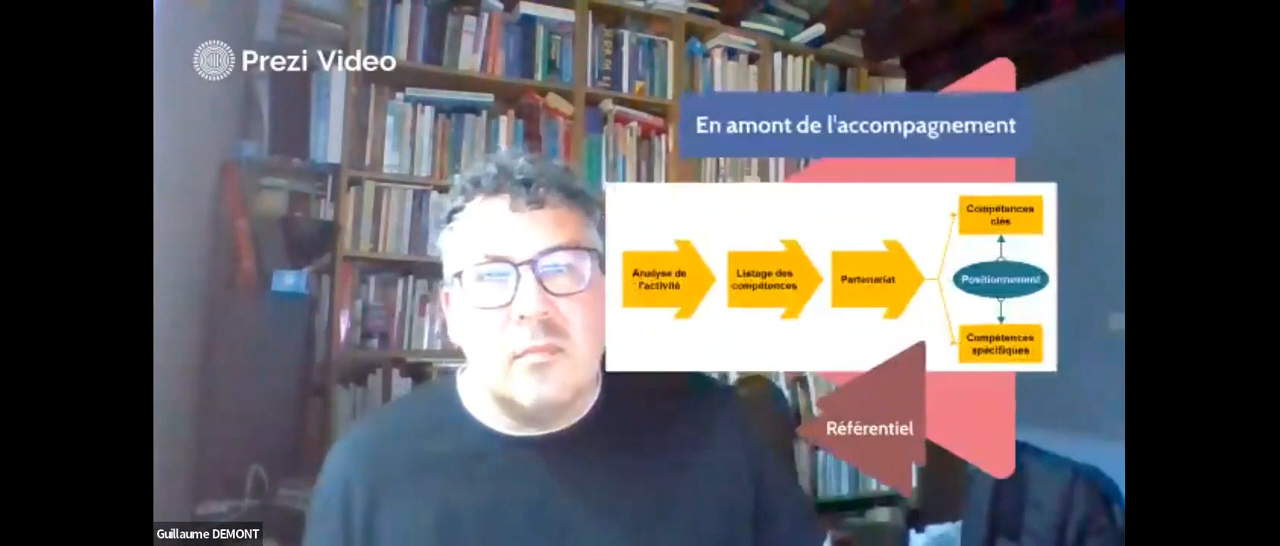 Prezi Video
En amont de l'accompagnement
Compétences
clés
Analyse de
l'activité
Listage des
compétences
Partenariat
Positionnement
Compétences
spécifiques
Référentiel
Guillaume DEMONT